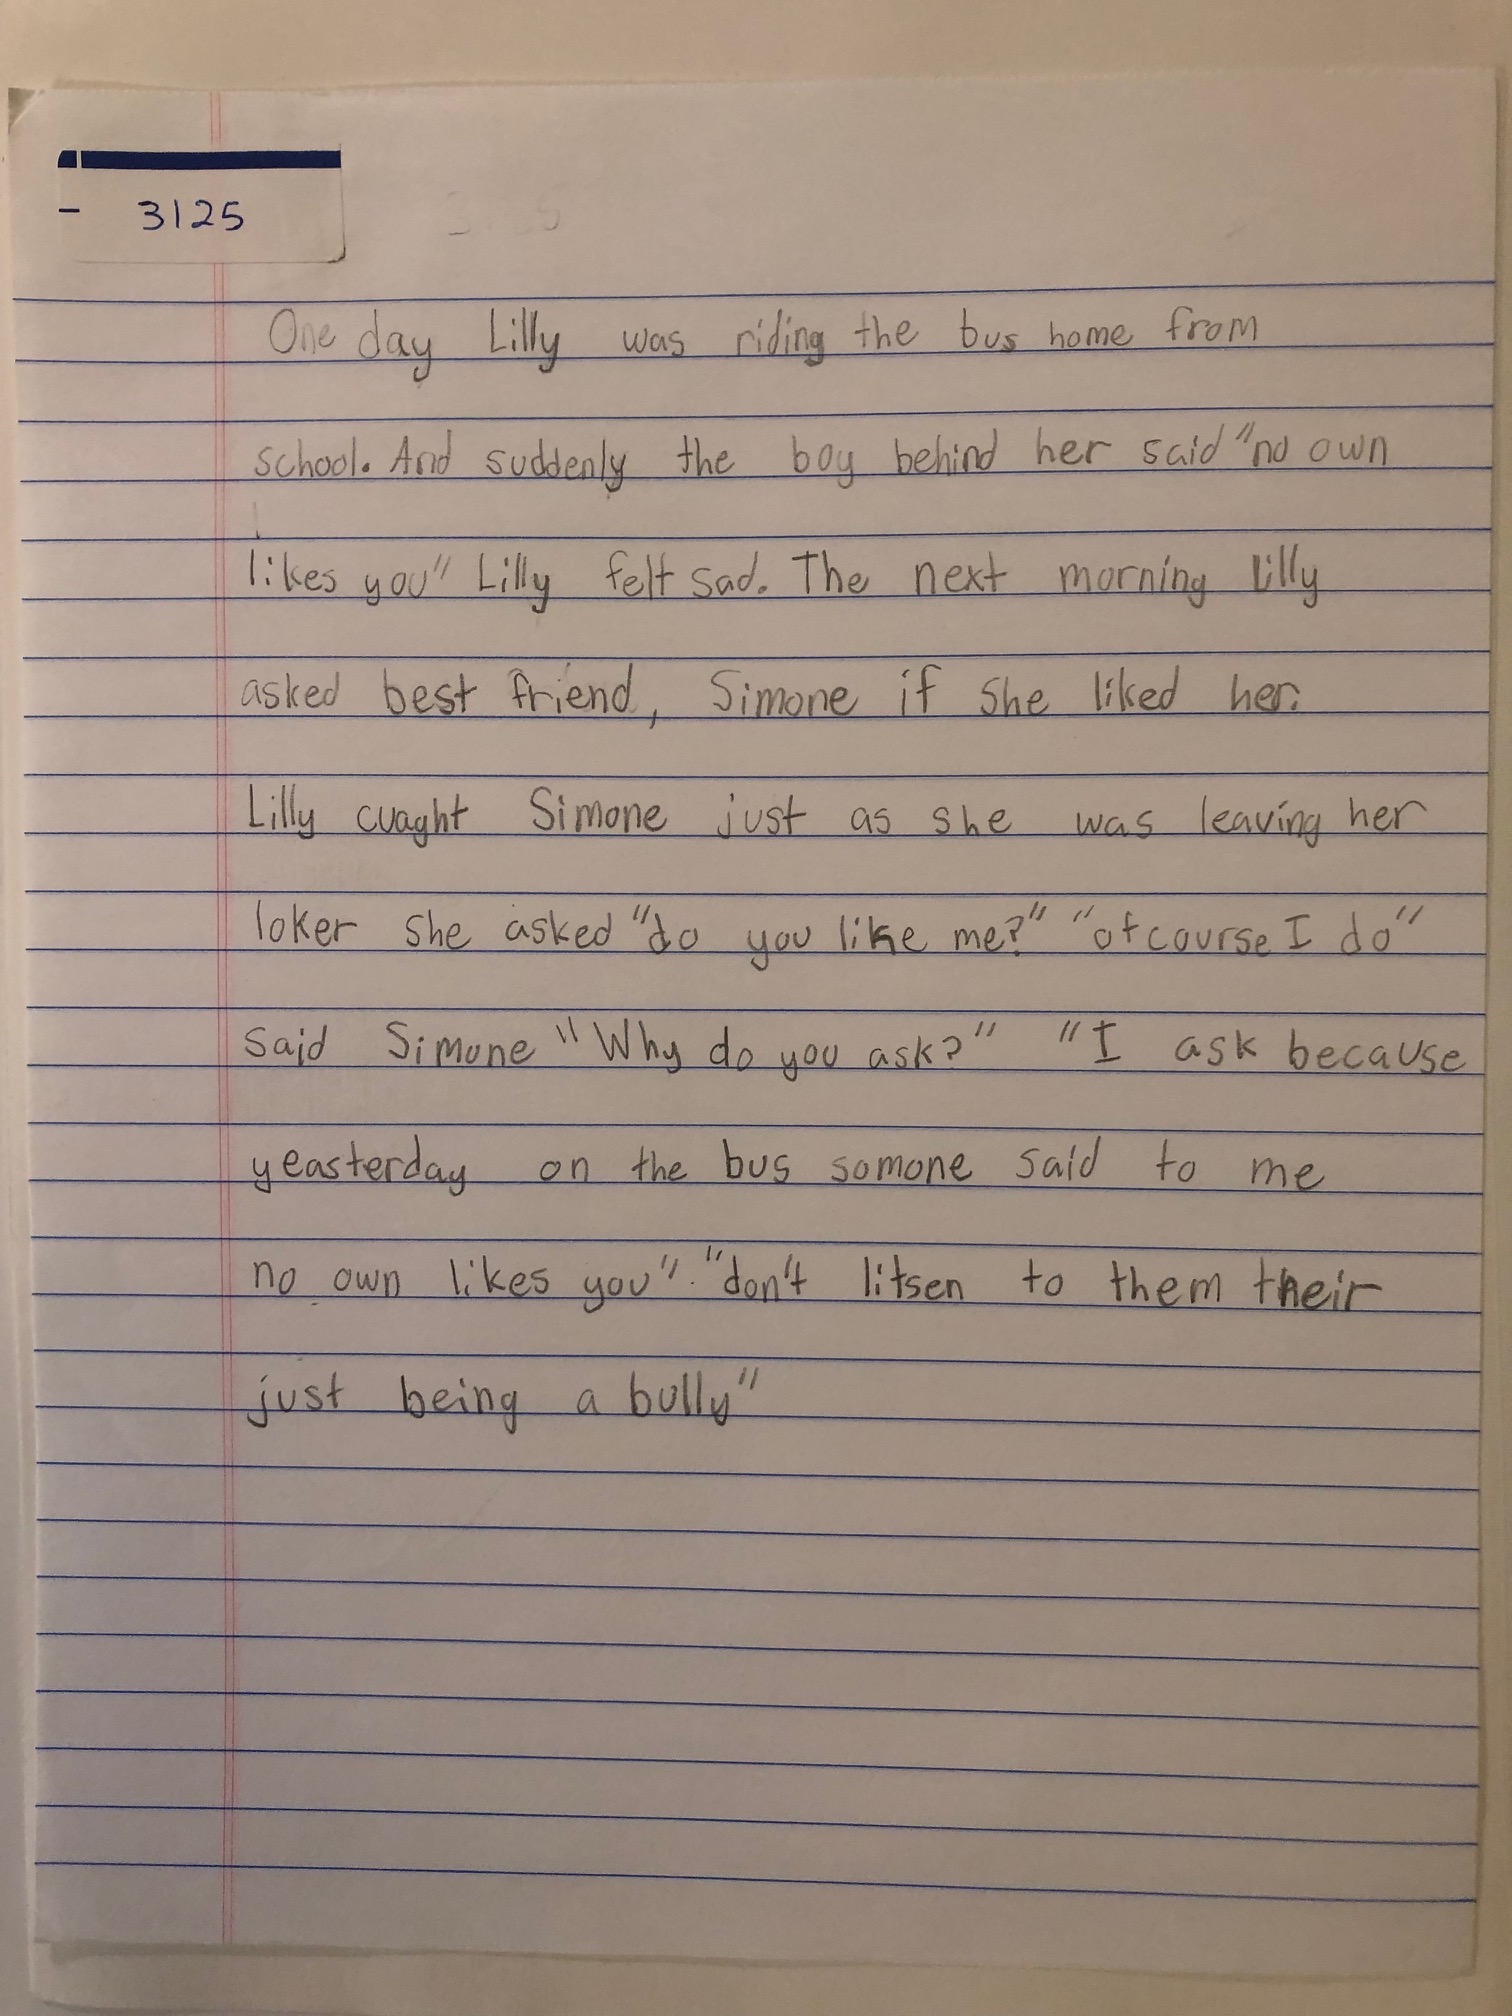 - 3125
One day Lilly was riding the bus home from
school. And suddenly the boy behind her said "no own
likes you" Lilly felt sad. The next morning Lilly
asked best friend, Simone if she liked her.
Lilly cuaght Simone just as she was leaving her
loker she asked "do you like me?" "of course I do"
said Simone "Why do you ask?" "I ask because
yeasterday on the bus somone said to me
no own likes you". "don't litsen to them their
just being a bully"